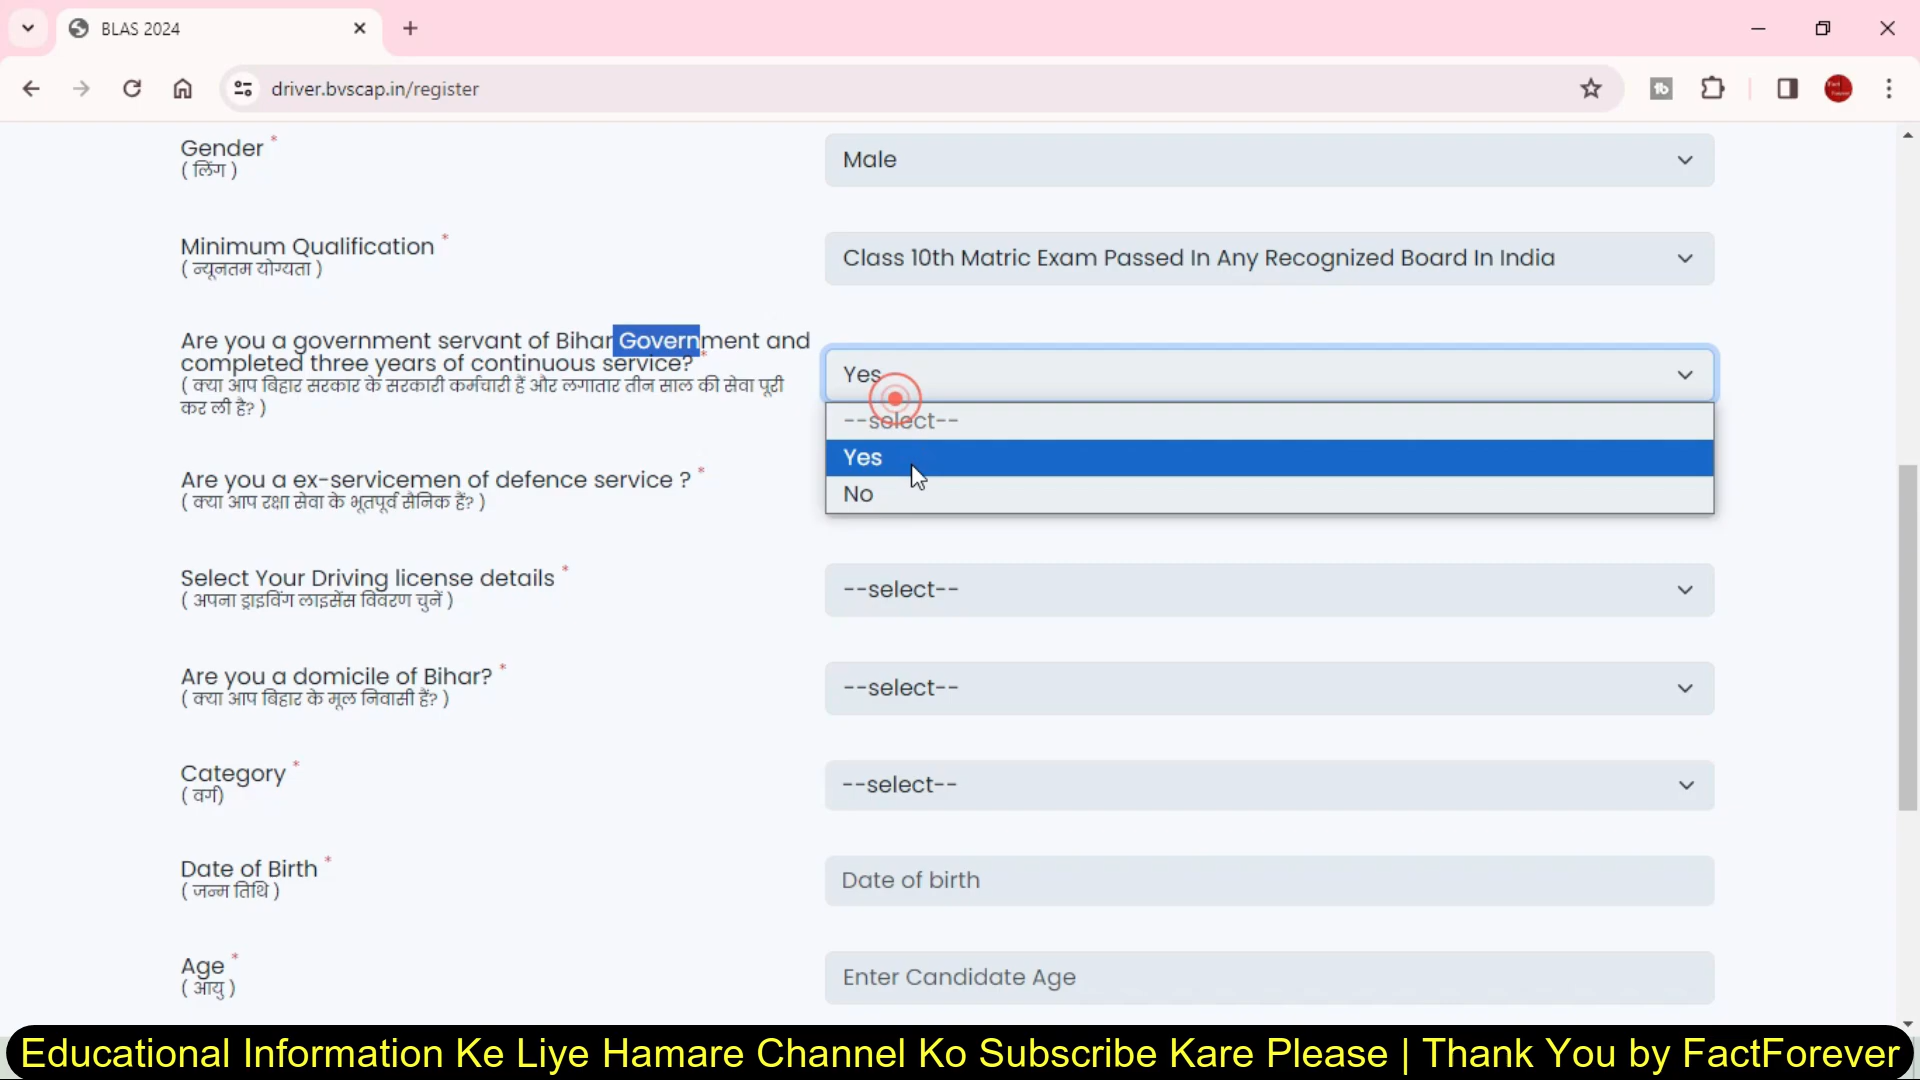 BLAS 2024
driver.bvscap.in/register
Gender *
( लिंग )
Male
Minimum Qualification *
( न्यूनतम योग्यता )
Class 10th Matric Exam Passed In Any Recognized Board In India
Are you a government servant of Bihar Government and
completed three years of continuous service? *
( क्या आप बिहार सरकार के सरकारी कर्मचारी हैं और लगातार तीन साल की सेवा पूरी
कर ली है? )
Yes
--select--
Yes
No
Are you a ex-servicemen of defence service ? *
( क्या आप रक्षा सेवा के भूतपूर्व सैनिक हैं? )
Select Your Driving license details *
( अपना ड्राइविंग लाइसेंस विवरण चुनें )
--select--
Are you a domicile of Bihar? *
( क्या आप बिहार के मूल निवासी हैं? )
--select--
Category *
( वर्ग)
--select--
Date of Birth *
( जन्म तिथि )
Date of birth
Age *
( आयु )
Enter Candidate Age
Educational Information Ke Liye Hamare Channel Ko Subscribe Kare Please | Thank You by FactForever